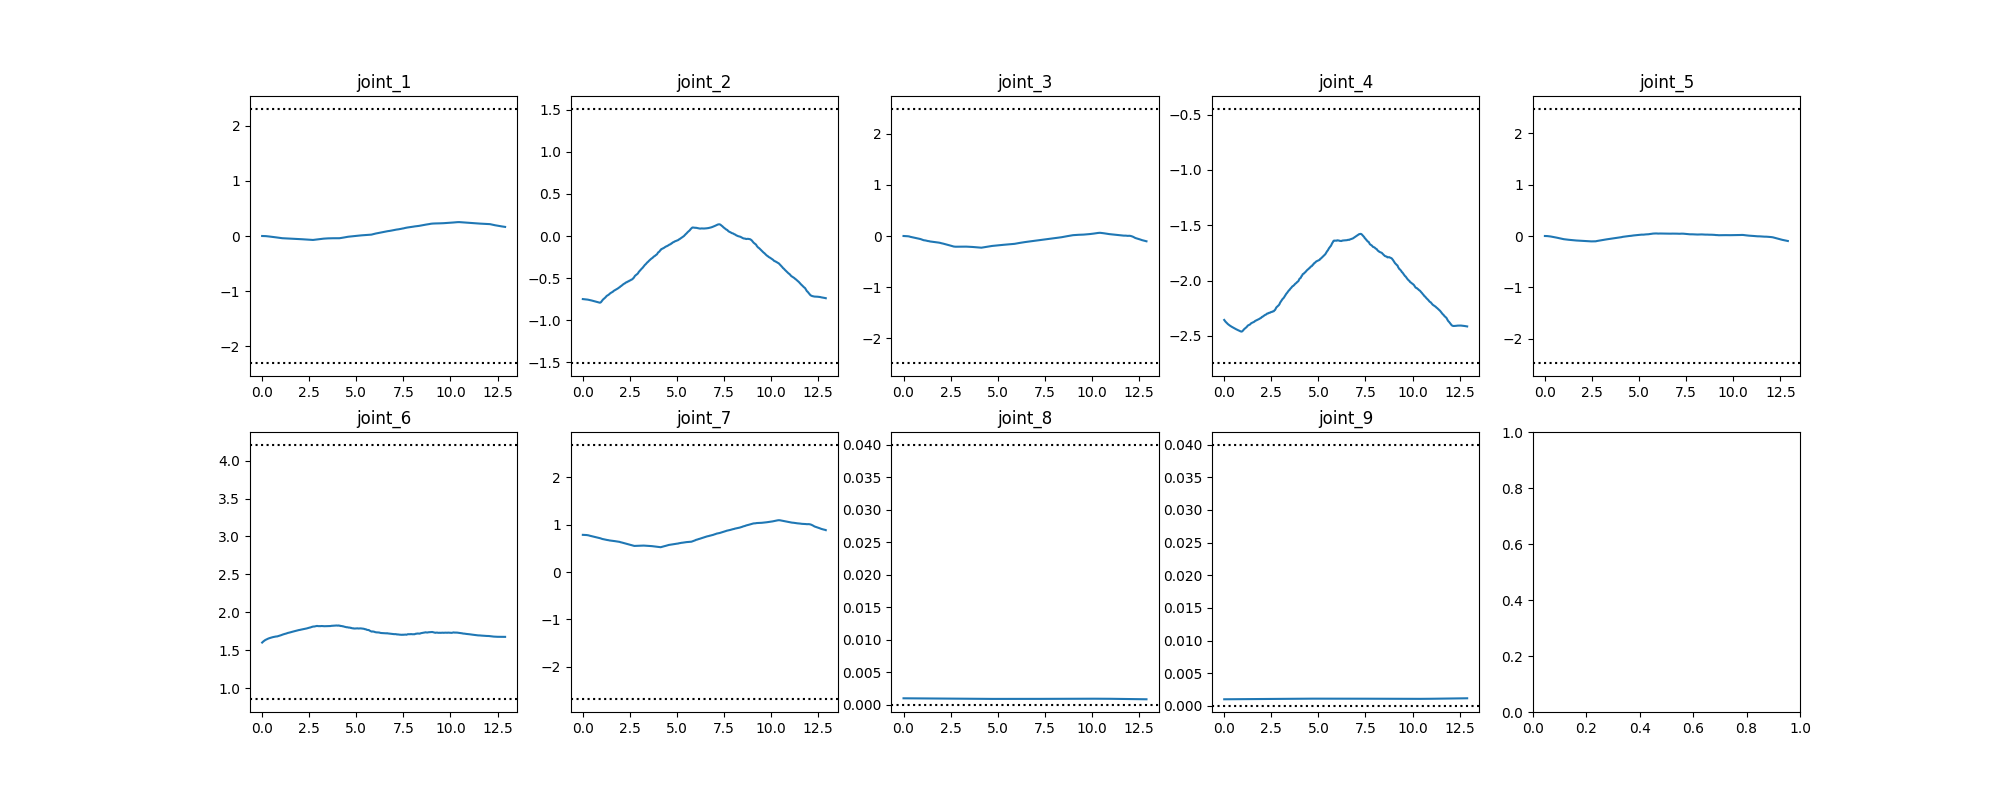 joint_1 joint_2 joint_3 joint_4 joint_5
2 1.5 2 −0.5 2
1 1.0 1 −1.0 1
0 0.5 0 −1.5 0
−1 0.0 −1 −2.0 −1
−2 −0.5 −2 −2.5 −2
−1.0
−1.5
0.0 2.5 5.0 7.5 10.0 12.5 0.0 2.5 5.0 7.5 10.0 12.5 0.0 2.5 5.0 7.5 10.0 12.5 0.0 2.5 5.0 7.5 10.0 12.5 0.0 2.5 5.0 7.5 10.0 12.5
joint_6 joint_7 joint_8 joint_9
4.0 2 0.040 0.040 1.0
3.5 1 0.035 0.035 0.8
3.0 0 0.030 0.030 0.6
2.5 −1 0.025 0.025 0.4
2.0 −2 0.020 0.020 0.2
1.5 0.015 0.015 0.0
1.0 0.010 0.010
0.005 0.005
0.000 0.000
0.0 2.5 5.0 7.5 10.0 12.5 0.0 2.5 5.0 7.5 10.0 12.5 0.0 2.5 5.0 7.5 10.0 12.5 0.0 2.5 5.0 7.5 10.0 12.5 0.0 0.2 0.4 0.6 0.8 1.0